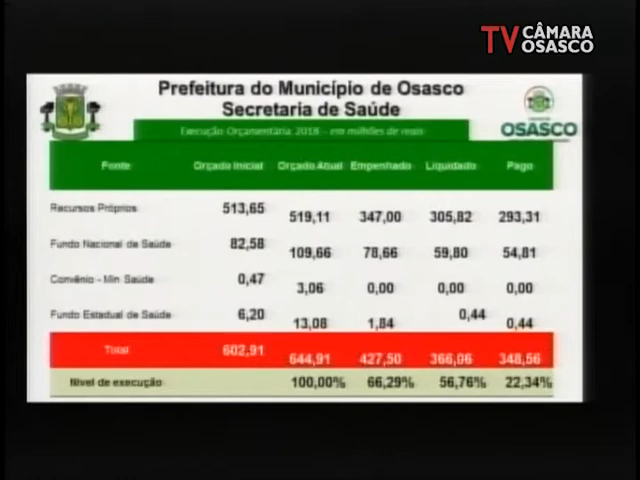 TV CÂMARA OSASCO
Prefeitura do Município de Osasco
Secretaria de Saúde
OSASCO
Execução Orçamentária 2018 – em milhões de reais
Fonte Orçado Inicial Orçado Atual Empenhado Liquidado Pago
Recursos Próprios 513,65 519,11 347,00 305,82 293,31
Fundo Nacional de Saúde 82,58 109,66 78,66 59,80 54,81
Convênio - Min Saúde 0,47 3,06 0,00 0,00 0,00
Fundo Estadual de Saúde 6,20 13,08 1,84 0,44 0,44
Total 602,91 644,91 427,50 366,06 348,56
Nível de execução 100,00% 66,29% 56,76% 22,34%